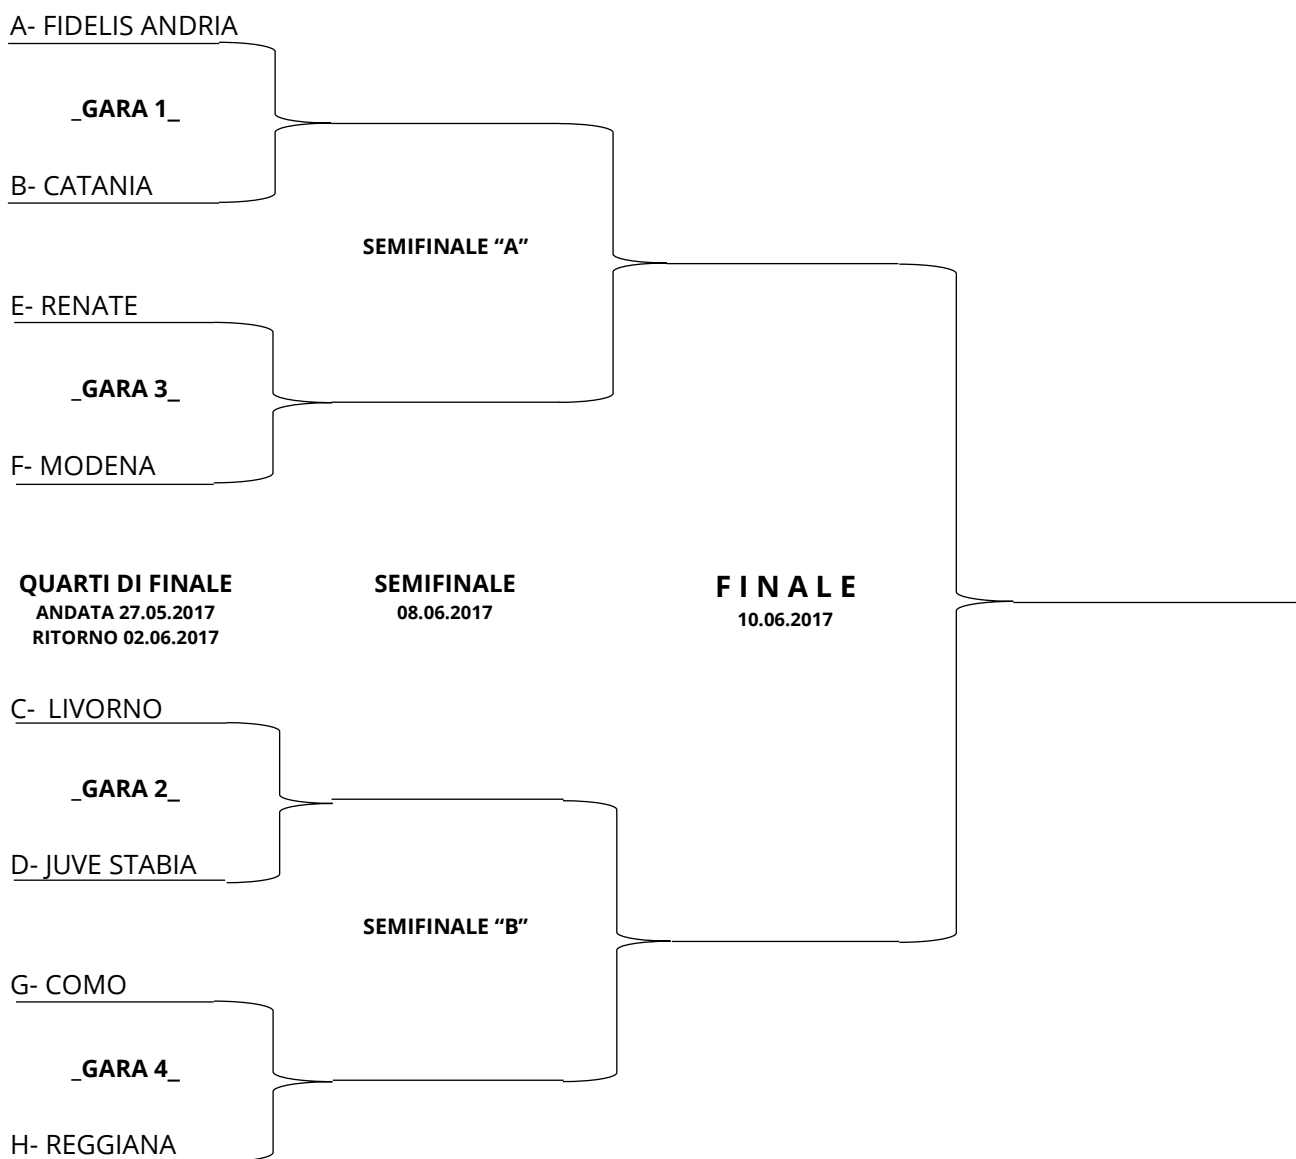 A- FIDELIS ANDRIA
_GARA 1_
B- CATANIA
SEMIFINALE “A”
E- RENATE
_GARA 3_
F- MODENA
QUARTI DI FINALE
ANDATA 27.05.2017
RITORNO 02.06.2017
SEMIFINALE
08.06.2017
F I N A L E
10.06.2017
C- LIVORNO
_GARA 2_
D- JUVE STABIA
SEMIFINALE “B”
G- COMO
_GARA 4_
H- REGGIANA